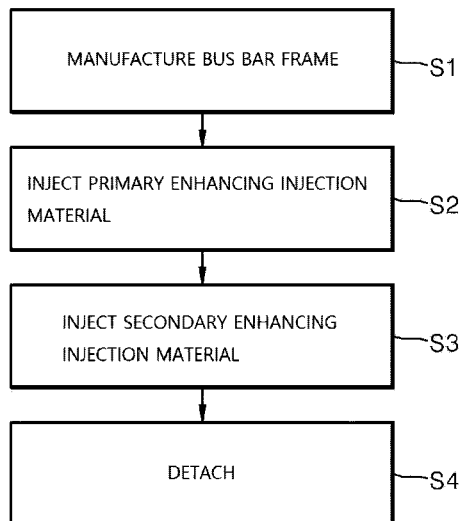 MANUFACTURE BUS BAR FRAME
S1
INJECT PRIMARY ENHANCING INJECTION
MATERIAL
S2
INJECT SECONDARY ENHANCING
INJECTION MATERIAL
S3
DETACH
S4